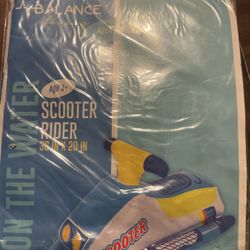 BALANCE
Age 3+
SCOOTER
RIDER
36 IN X 20 IN
ON THE WATER
SCOOTER